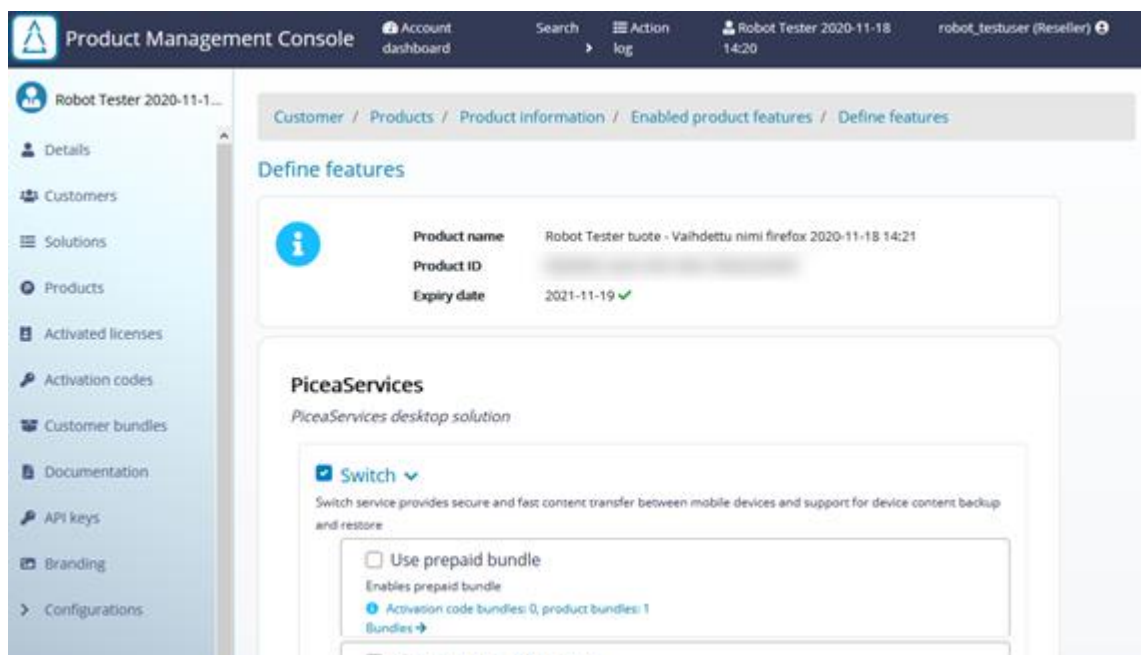 Product Management Console
Account dashboard
Search
Action log
Robot Tester 2020-11-18 14:20
robot_testuser (Reseller)
Robot Tester 2020-11-1...
Details
Customers
Solutions
Products
Activated licenses
Activation codes
Customer bundles
Documentation
API keys
Branding
Configurations
Customer / Products / Product information / Enabled product features / Define features
Define features
Product name Robot Tester tuote - Vaihdettu nimi firefox 2020-11-18 14:21
Product ID
Expiry date 2021-11-19
PiceaServices
PiceaServices desktop solution
Switch
Switch service provides secure and fast content transfer between mobile devices and support for device content backup
and restore
Use prepaid bundle
Enables prepaid bundle
Activation code bundles: 0, product bundles: 1
Bundles